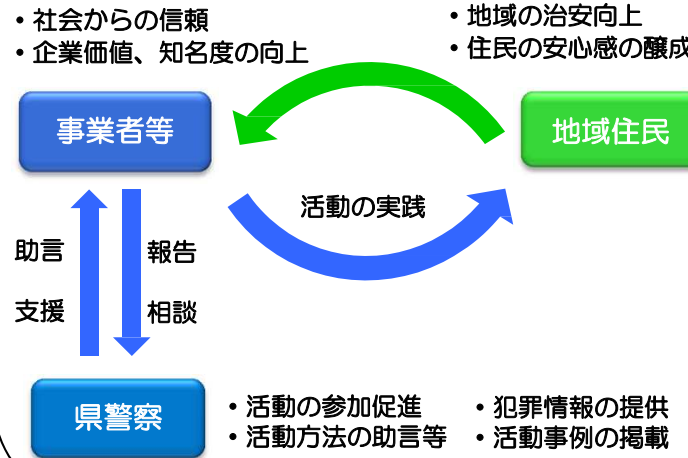 ・社会からの信頼
・企業価値、知名度の向上
・地域の治安向上
・住民の安心感の醸成
事業者等
地域住民
活動の実践
助言
支援
報告
相談
県警察
・活動の参加促進
・活動方法の助言等
・犯罪情報の提供
・活動事例の掲載